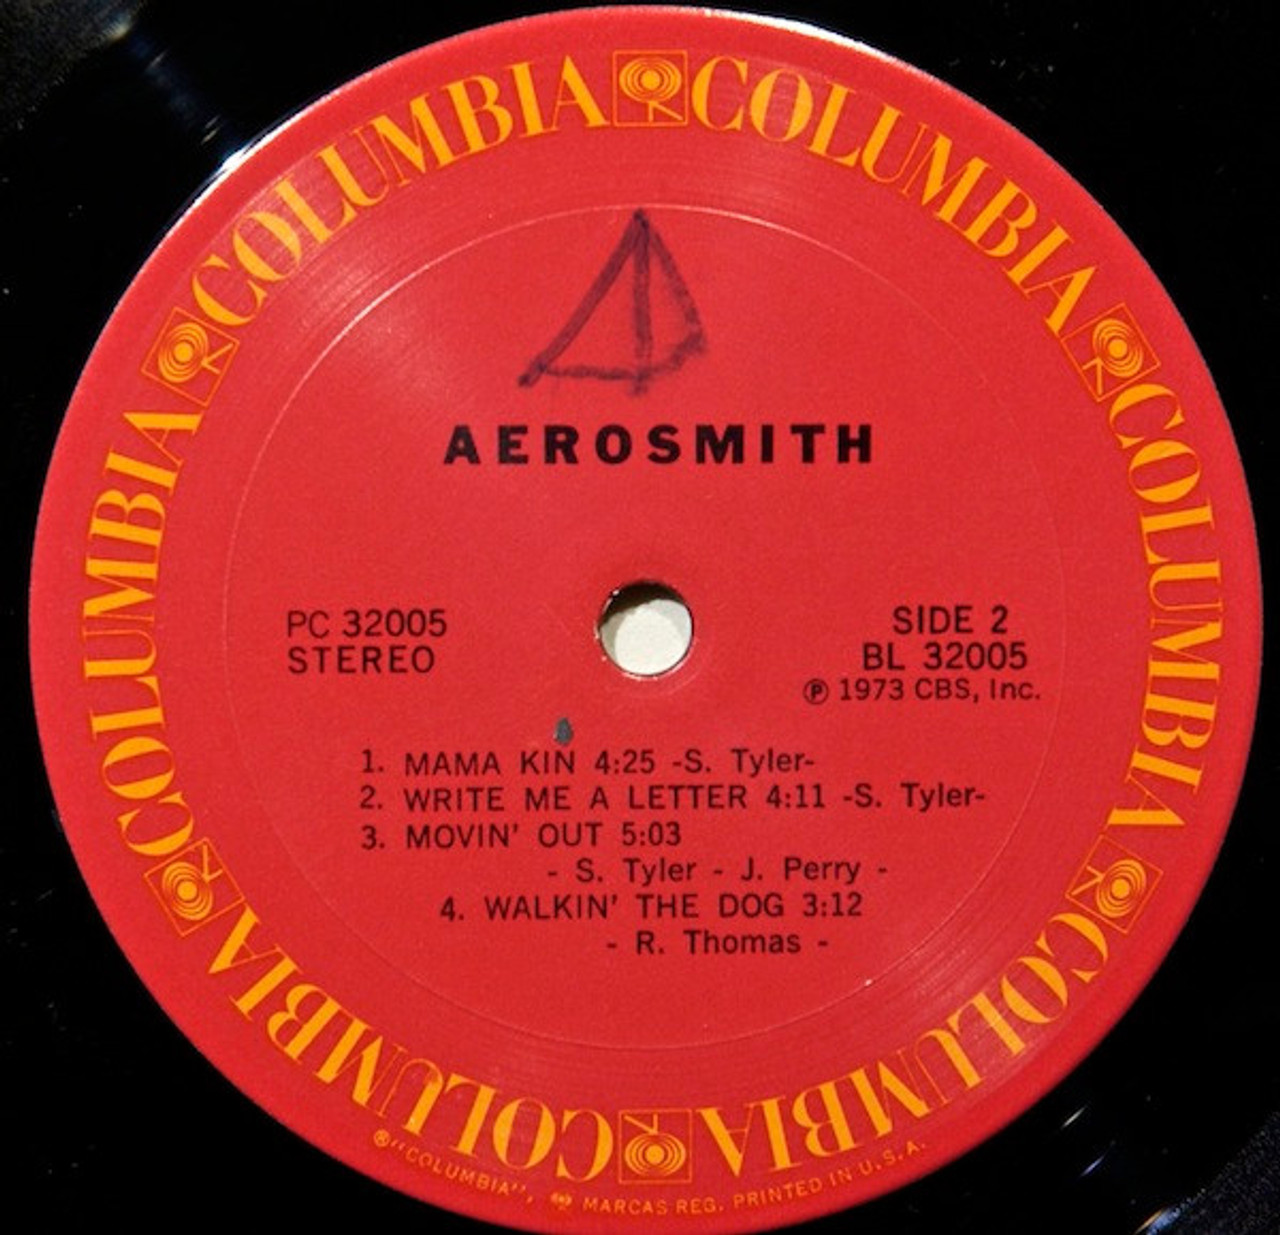 COLUMBIA COLUMBIA COLUMBIA COLUMBIA COLUMBIA COLUMBIA
AEROSMITH
PC 32005
STEREO
SIDE 2
BL 32005
℗ 1973 CBS, Inc.
1. MAMA KIN 4:25 -S. Tyler-
2. WRITE ME A LETTER 4:11 -S. Tyler-
3. MOVIN' OUT 5:03
- S. Tyler - J. Perry -
4. WALKIN' THE DOG 3:12
- R. Thomas -
®"COLUMBIA", MARCAS REG. PRINTED IN U.S.A.